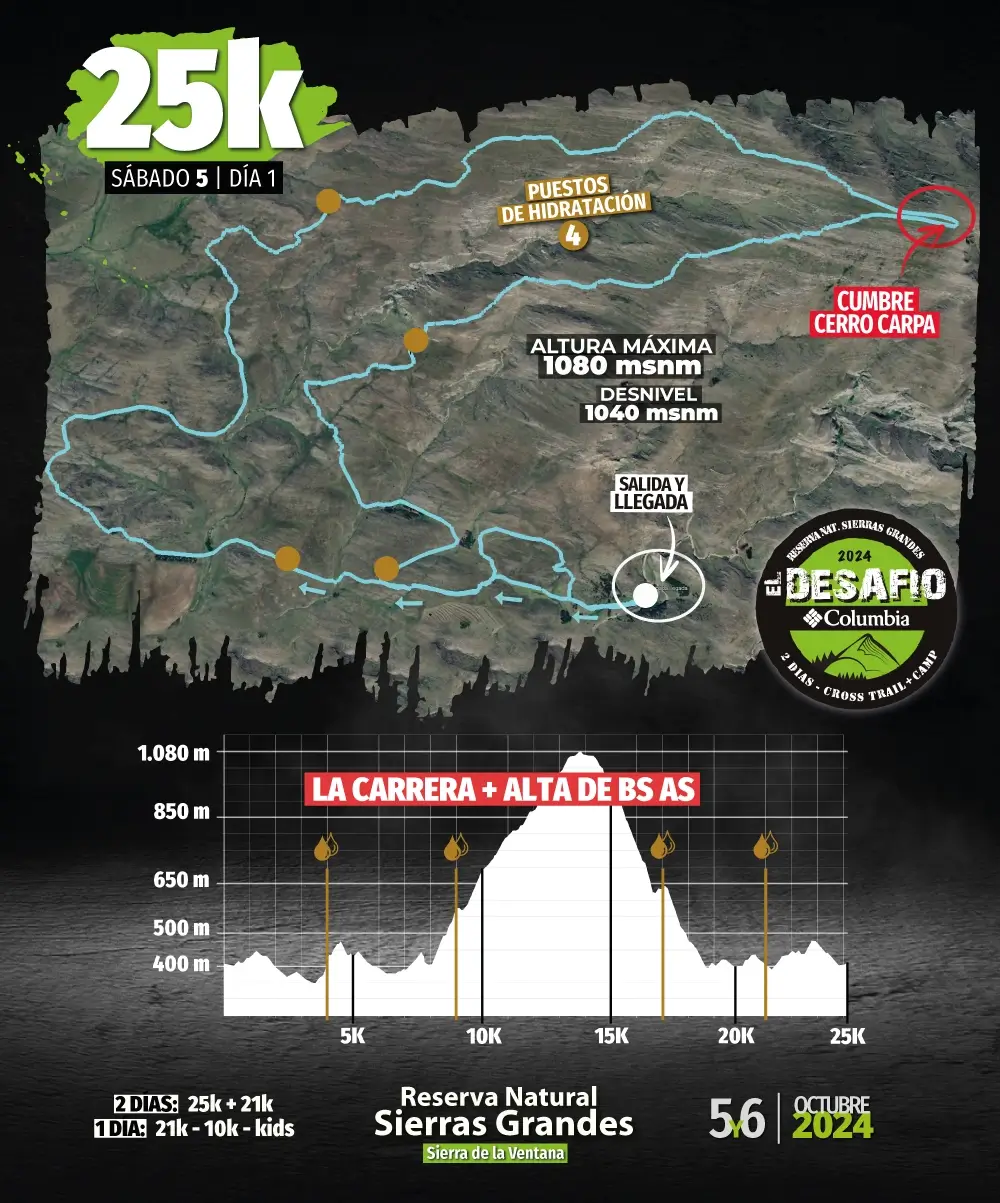 25k
SÁBADO 5 | DÍA 1
PUESTOS
DE HIDRATACIÓN
4
CUMBRE
CERRO CARPA
ALTURA MÁXIMA
1080 msnm
DESNIVEL
1040 msnm
SALIDA Y
LLEGADA
RESERVA NAT. SIERRAS GRANDES
2024
EL DESAFIO
Columbia
2 DIAS - CROSS TRAIL + CAMP
1.080 m
LA CARRERA + ALTA DE BS AS
850 m
650 m
500 m
400 m
5K
10K
15K
20K
25K
2 DIAS: 25k + 21k
1 DIA: 21k - 10k - kids
Reserva Natural
Sierras Grandes
Sierra de la Ventana
5Y6
OCTUBRE
2024